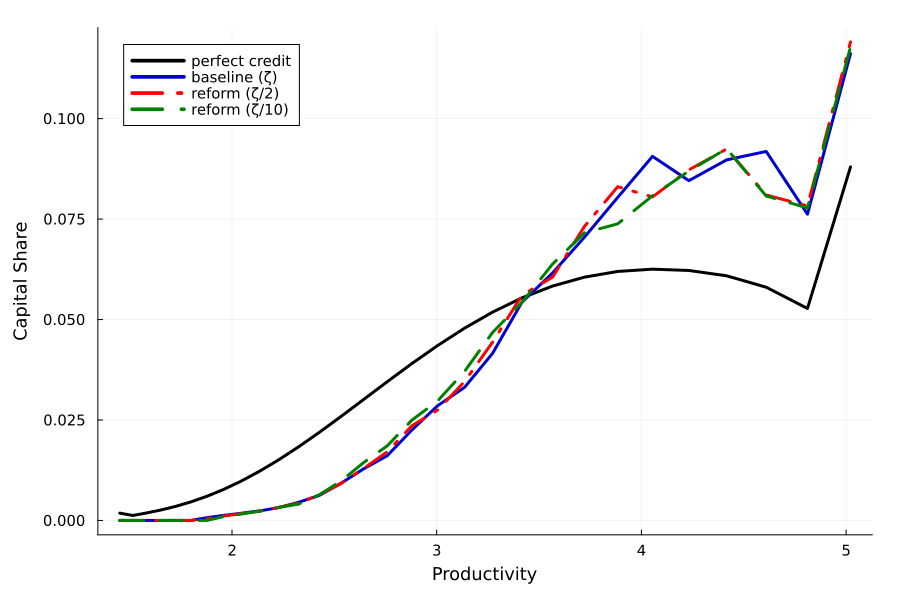 perfect credit
baseline (ζ)
reform (ζ/2)
reform (ζ/10)
0.100
0.075
0.050
0.025
0.000
Capital Share
2 3 4 5
Productivity